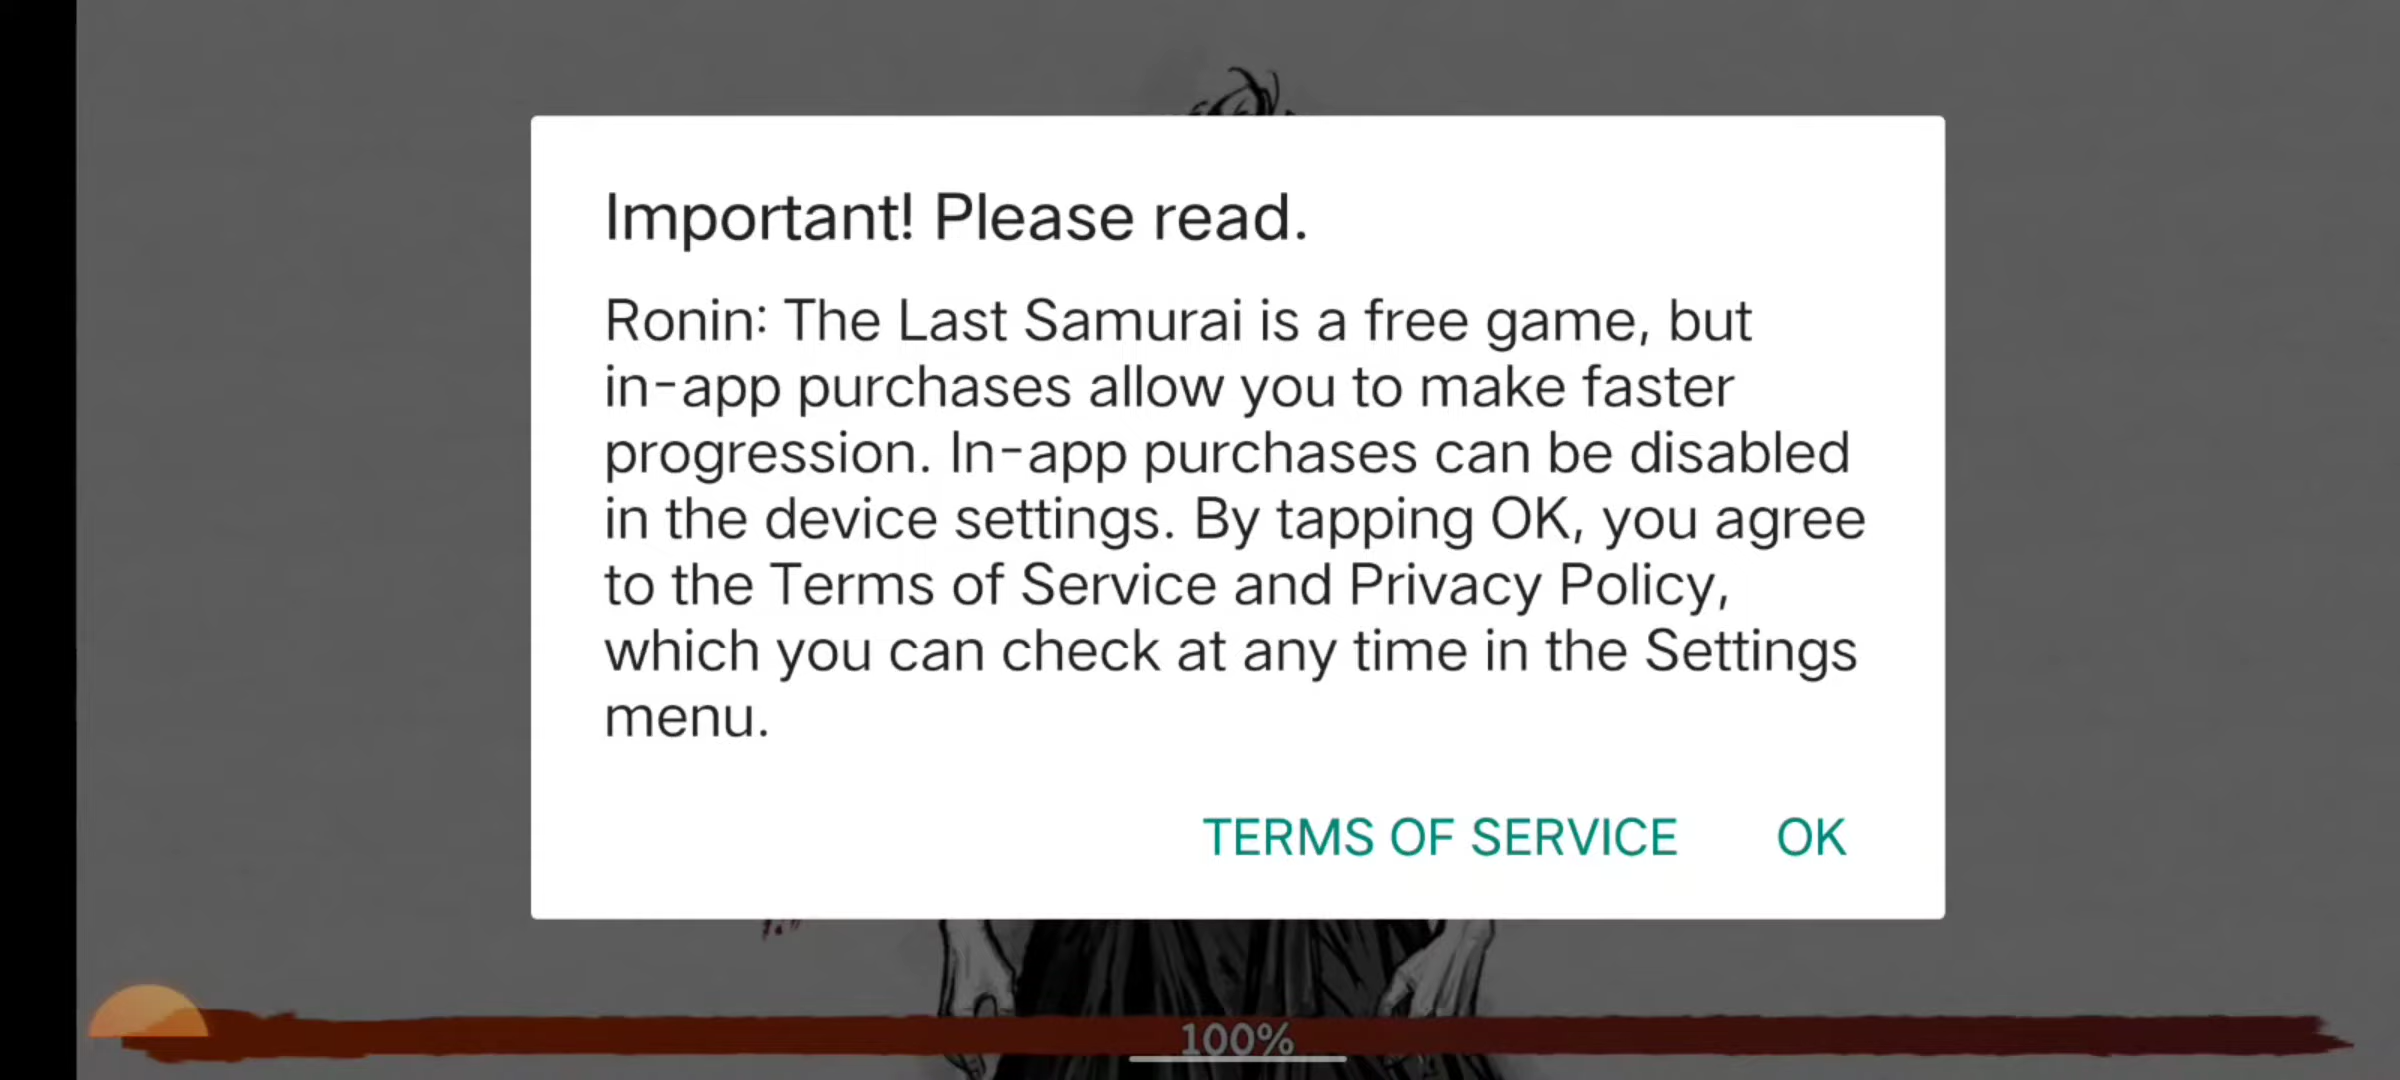 Important! Please read.
Ronin: The Last Samurai is a free game, but
in-app purchases allow you to make faster
progression. In-app purchases can be disabled
in the device settings. By tapping OK, you agree
to the Terms of Service and Privacy Policy,
which you can check at any time in the Settings
menu.
TERMS OF SERVICE OK
100%